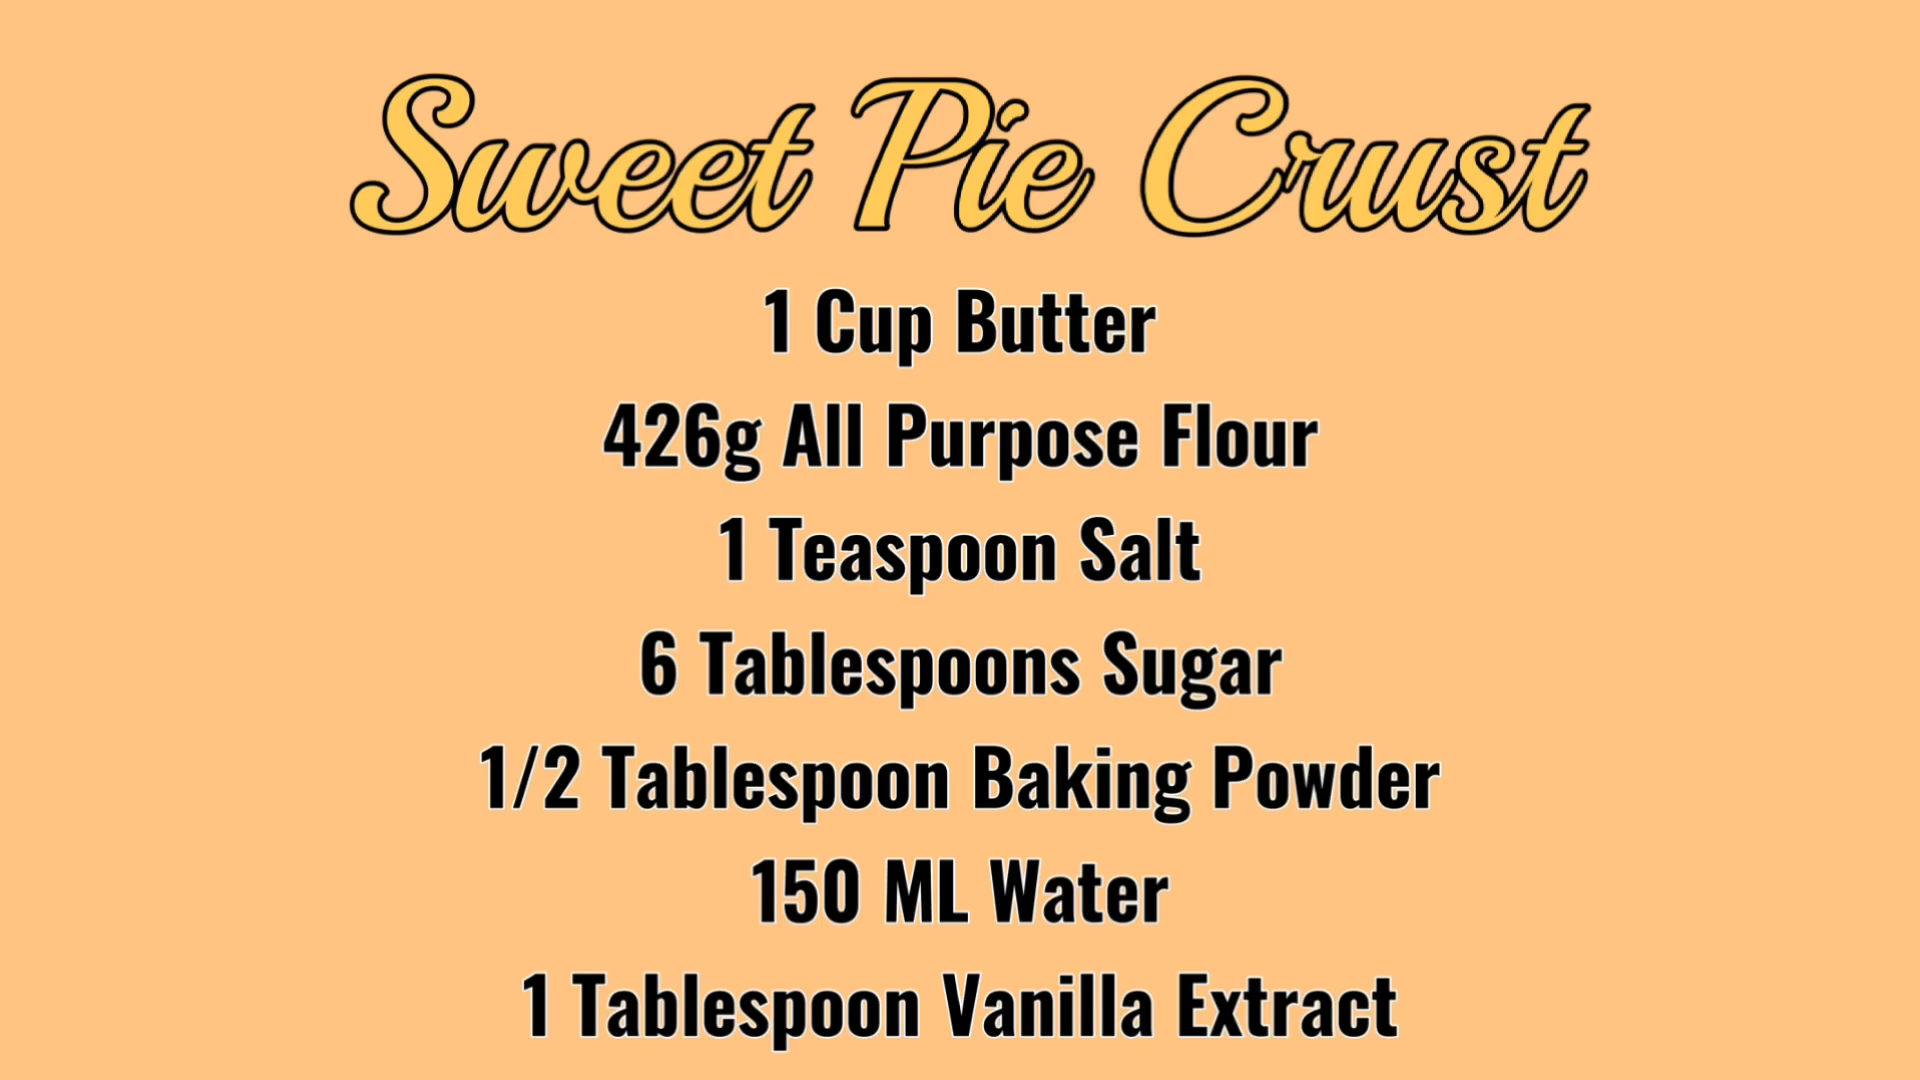 Sweet Pie Crust
1 Cup Butter
426g All Purpose Flour
1 Teaspoon Salt
6 Tablespoons Sugar
1/2 Tablespoon Baking Powder
150 ML Water
1 Tablespoon Vanilla Extract